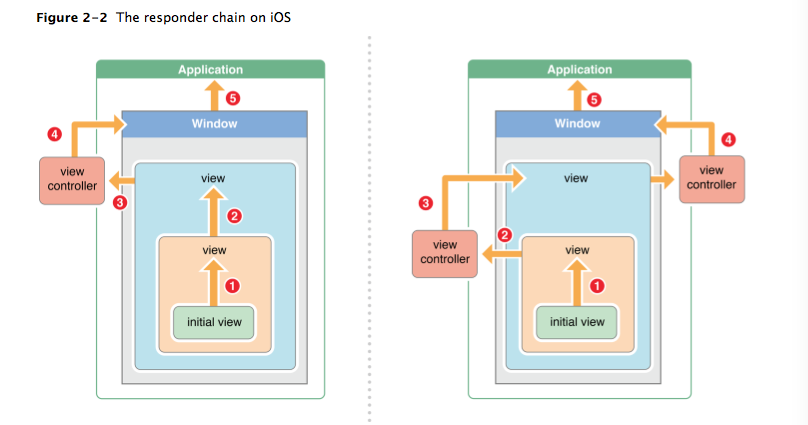 Figure 2-2 The responder chain on iOS
Application
5
4
Window
view
controller
view
3
2
view
1
initial view
Application
5
Window
4
view
view
controller
3
2
view
controller
view
1
initial view